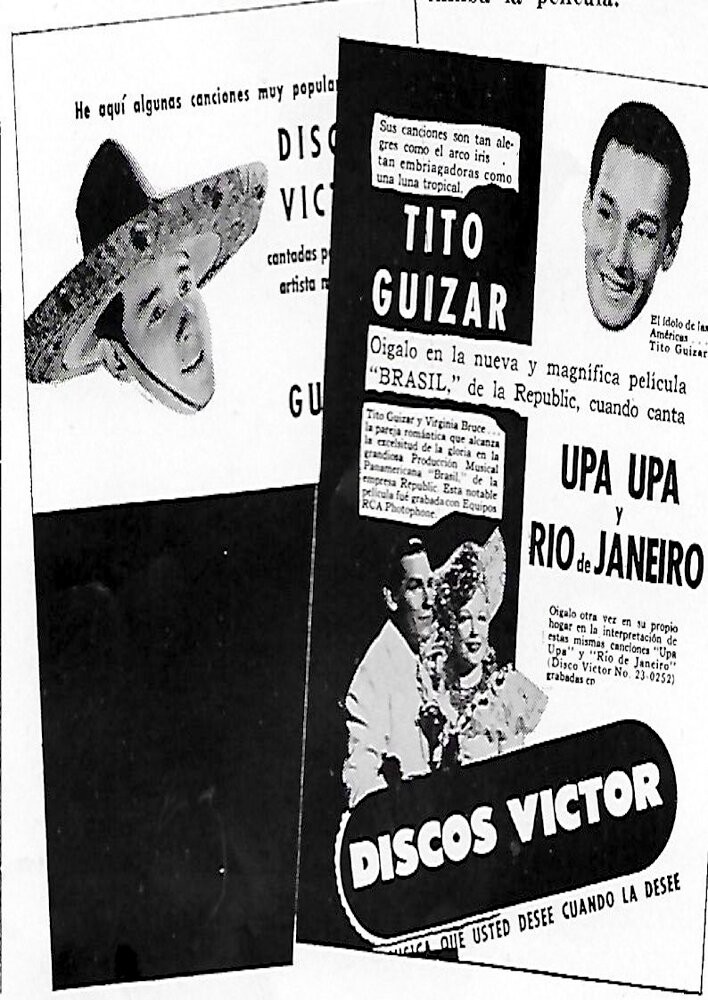 la película.
He aquí algunas canciones muy popula
DISC
VIC
cantadas p
artista m
GU
Sus canciones son tan ale-
gres como el arco iris .
tan embriagadoras como
una luna tropical.
TITO
GUIZAR
El ídolo de las
Américas . . .
Tito Guizar
Oigalo en la nueva y magnífica película
"BRASIL," de la Republic, cuando canta
Tito Guizar y Virginia Bruce . . .
la pareja romántica que alcanza
la excelsitud de la gloria en la
grandiosa Producción Musical
Panamericana "Brasil," de la
empresa Republic. Esta notable
película fué grabada con Equipos
RCA Photophone.
UPA UPA
y
RIO de JANEIRO
Oigalo otra vez en su propio
hogar en la interpretación de
estas mismas canciones "Upa
Upa" y "Río de Janeiro"
(Disco Victor No. 23-0252)
grabadas en
DISCOS VICTOR
QUE USTED DESEE CUANDO LA DESEE